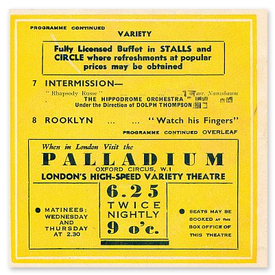 PROGRAMME CONTINUED
VARIETY
Fully Licensed Buffet in STALLS and
CIRCLE where refreshments at popular
prices may be obtained
7 INTERMISSION—
"Rhapsody Russe"
THE HIPPODROME ORCHESTRA
Under the Direction of DOLPH THOMPSON
8 ROOKLYN ... ... "Watch his Fingers"
PROGRAMME CONTINUED OVERLEAF
When in London Visit the
PALLADIUM
OXFORD CIRCUS, W.1
LONDON'S HIGH-SPEED VARIETY THEATRE
MATINEES:
WEDNESDAY
AND
THURSDAY
AT 2.30
6.25
TWICE
NIGHTLY
9 o'c.
SEATS MAY BE
BOOKED AT THE
BOX OFFICE OF
THIS THEATRE